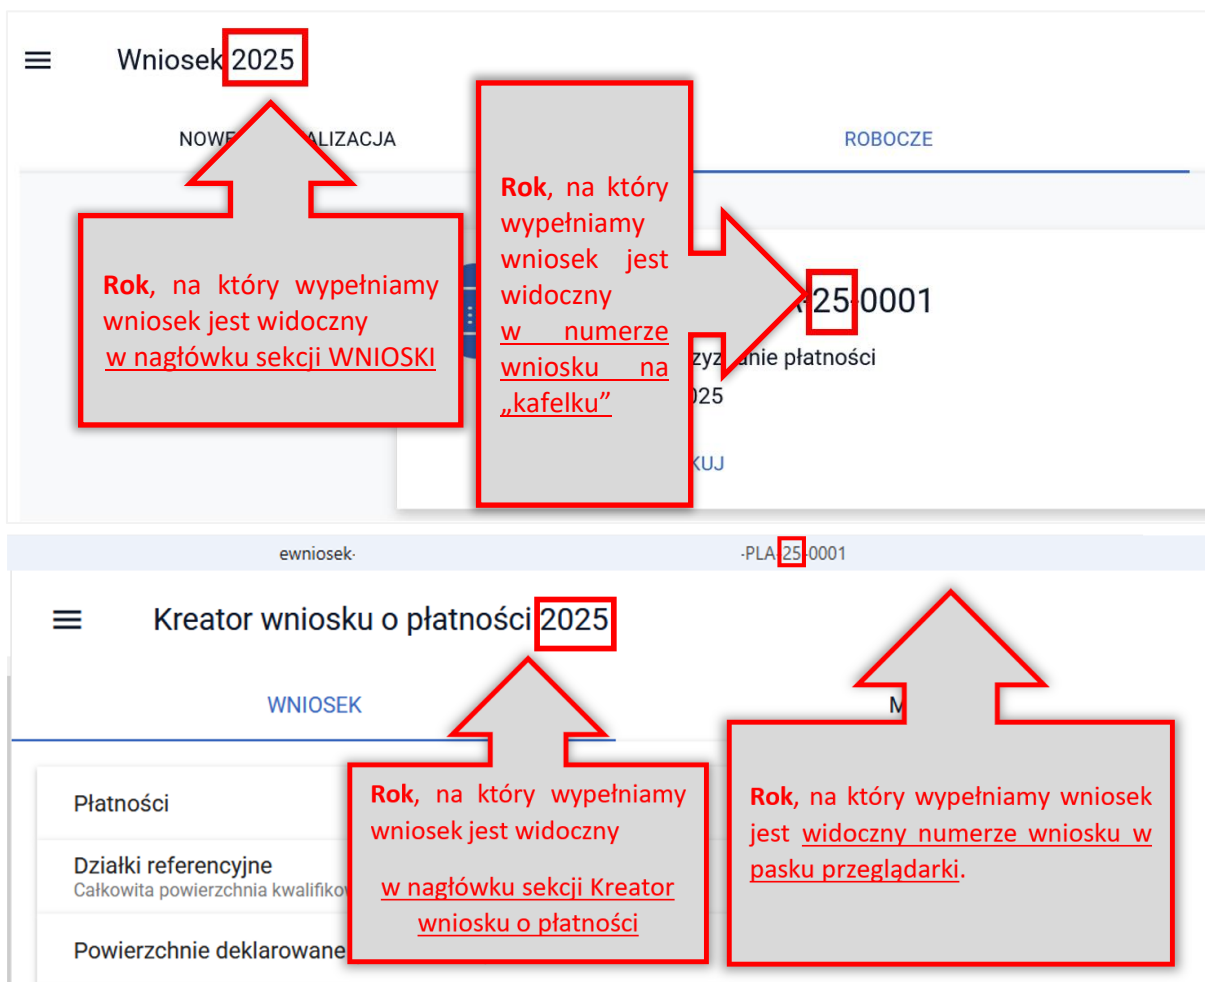 Wniosek 2025
ALIZACJA
ROBOCZE
Rok, na który wypełniamy
wniosek jest widoczny
w nagłówku sekcji WNIOSKI
Rok, na który
wypełniamy
wniosek jest
widoczny
w numerze
wniosku na
„kafelku”
25-0001
anie płatności
025
KUJ
ewniosek-
-PLA-25-0001
Kreator wniosku o płatności 2025
WNIOSEK
M
Płatności
Działki referencyjne
Całkowita powierzchnia kwalifiko
Powierzchnie deklarowane
Rok, na który wypełniamy
wniosek jest widoczny
w nagłówku sekcji Kreator
wniosku o płatności
Rok, na który wypełniamy wniosek
jest widoczny numerze wniosku w
pasku przeglądarki.